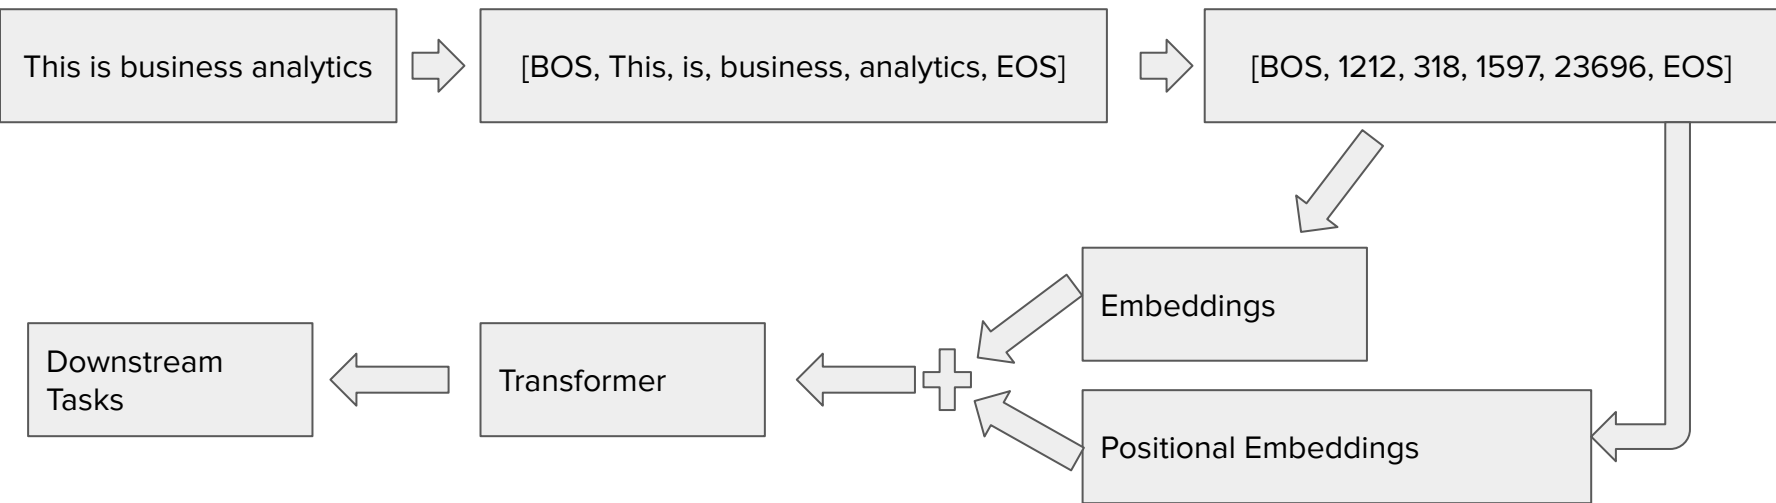 This is business analytics
[BOS, This, is, business, analytics, EOS]
[BOS, 1212, 318, 1597, 23696, EOS]
Embeddings
Downstream
Tasks
Transformer
Positional Embeddings